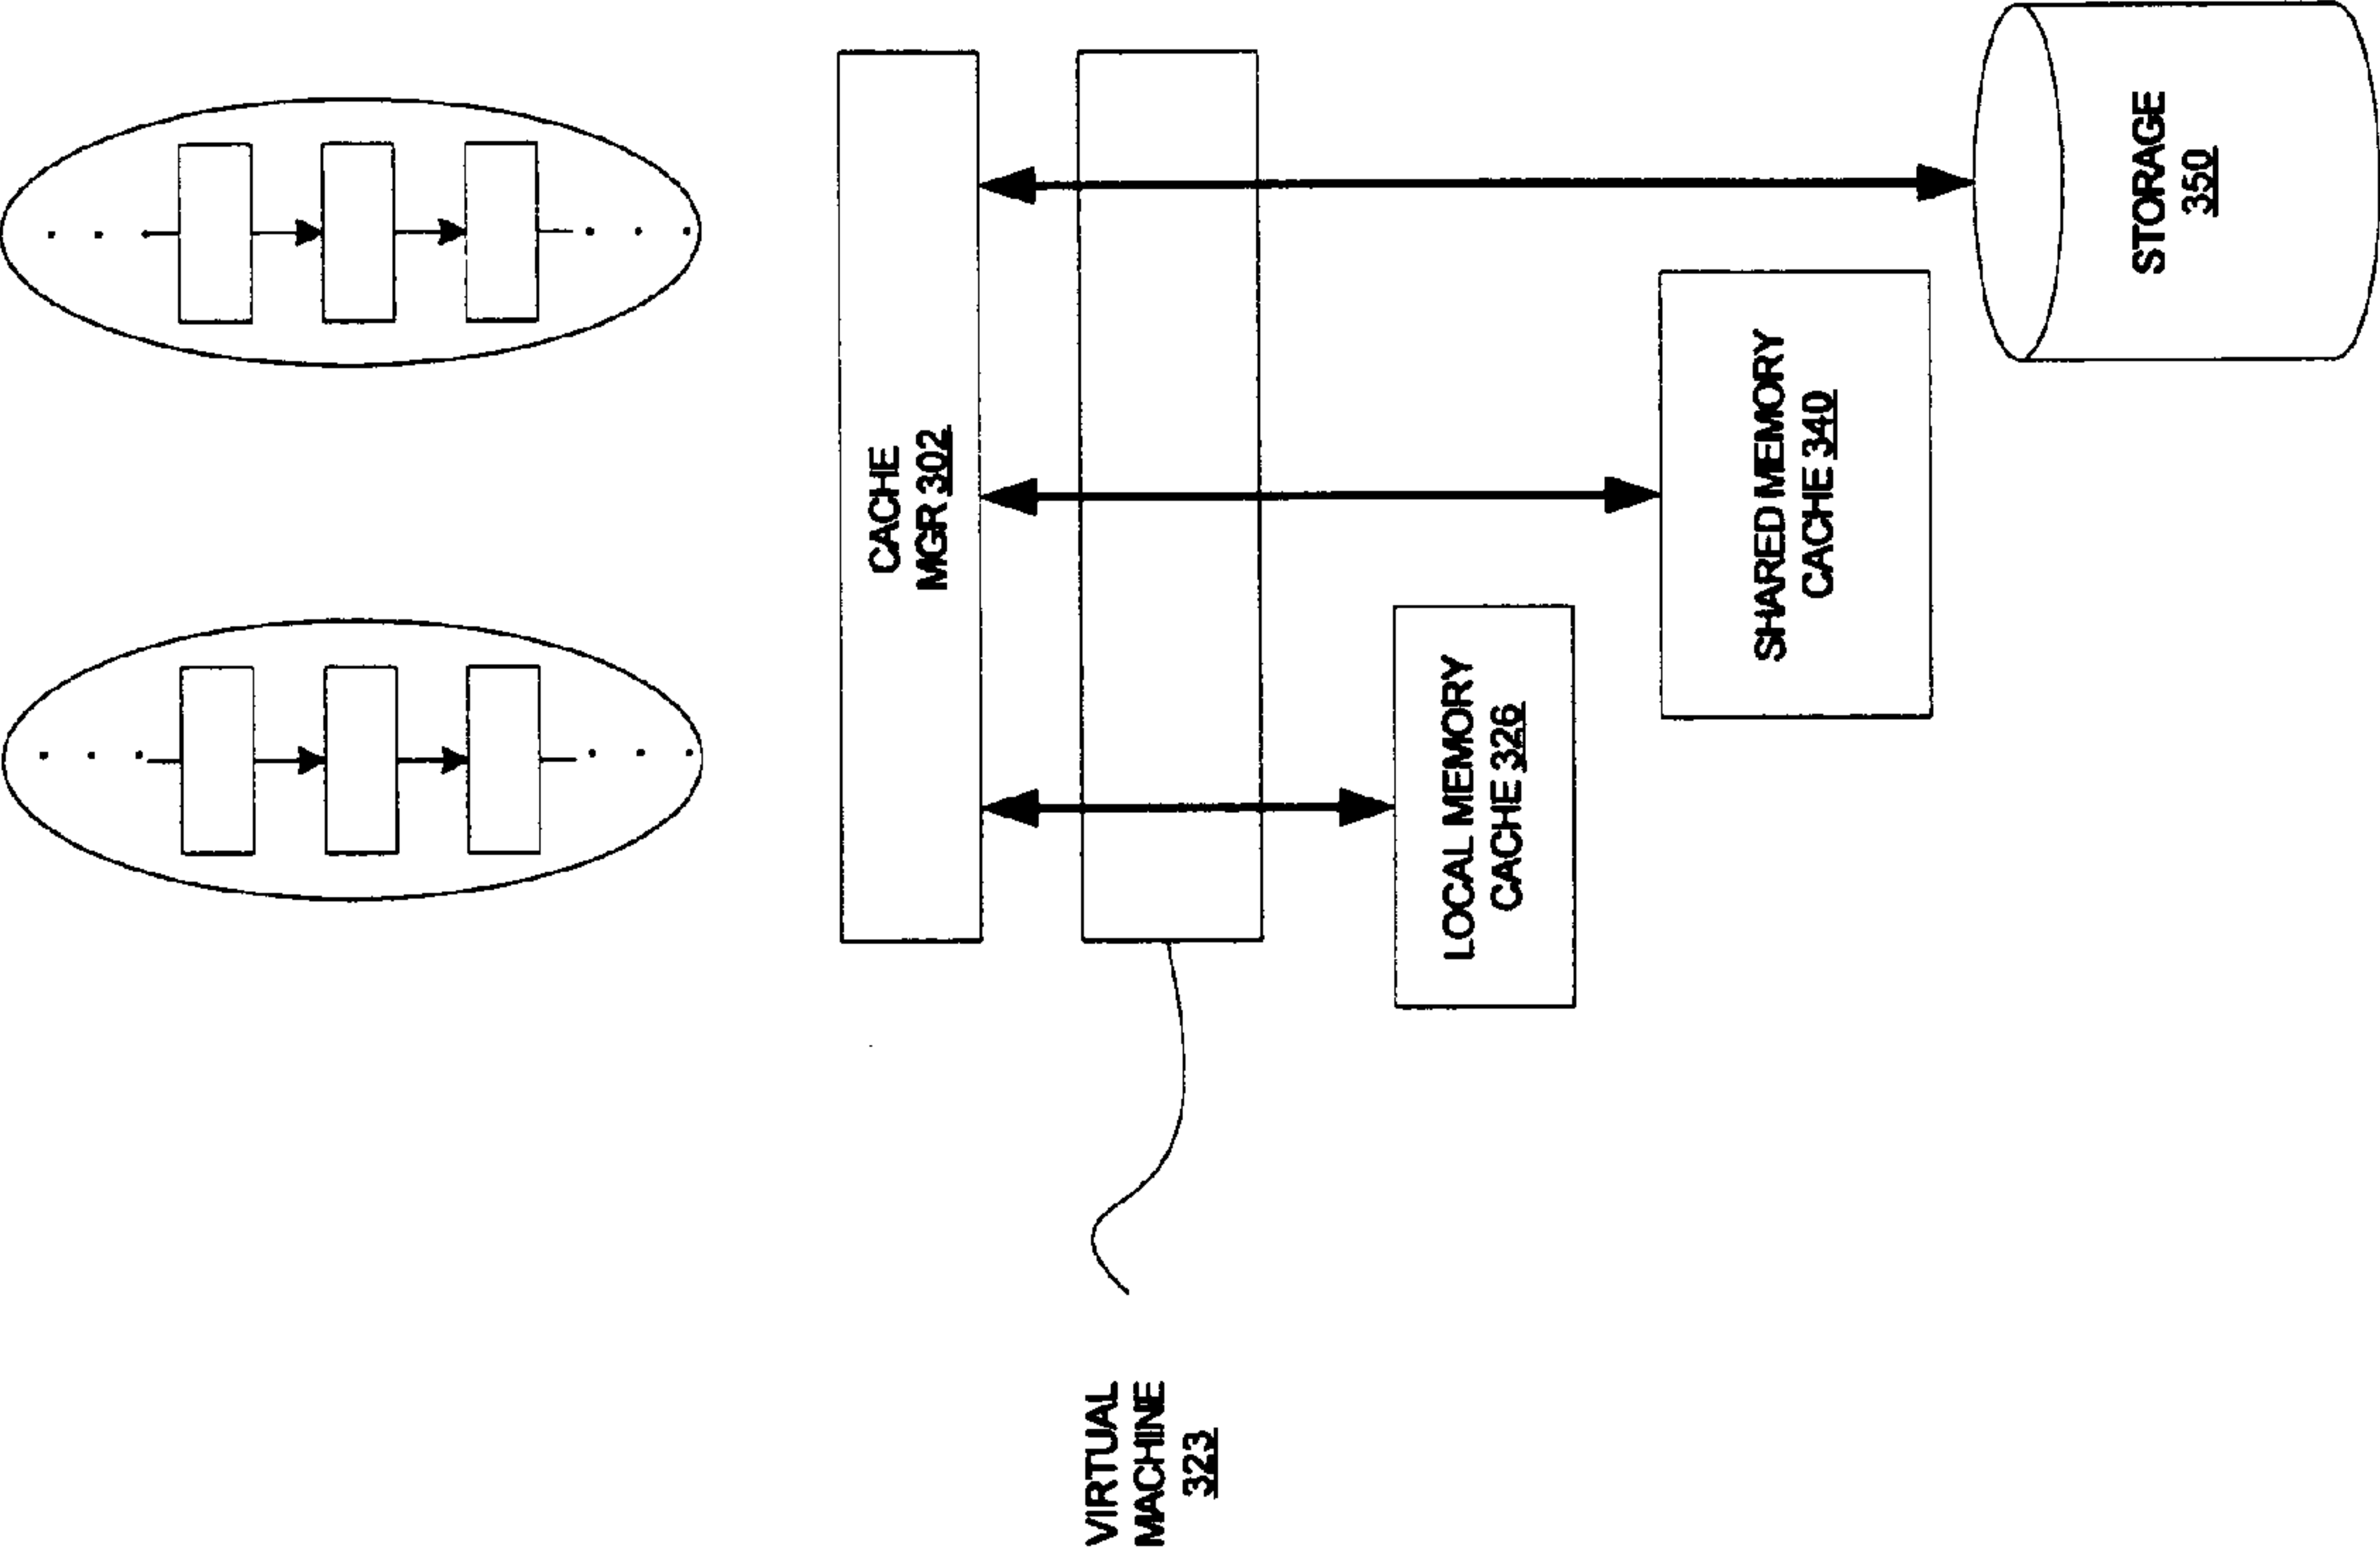 CACHE
MGR 302
VIRTUAL
MACHINE
323
LOCAL MEMORY
CACHE 326
SHARED MEMORY
CACHE 340
STORAGE
350